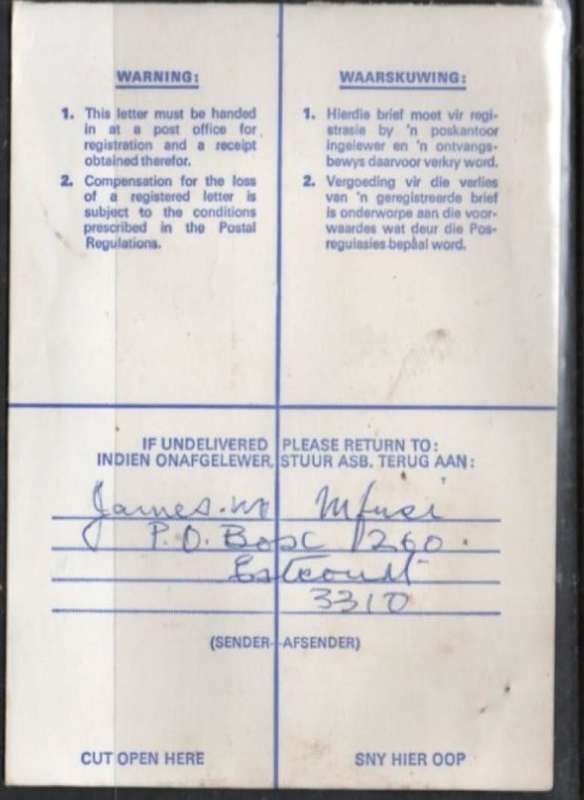 WARNING:
1. This letter must be handed
in at a post office for
registration and a receipt
obtained therefor.
2. Compensation for the loss
of a registered letter is
subject to the conditions
prescribed in the Postal
Regulations.
WAARSKUWING:
1. Hierdie brief moet vir regi-
strasie by 'n poskantoor
ingelewer en 'n ontvangs-
bewys daarvoor verkry word.
2. Vergoeding vir die verlies
van 'n geregistreerde brief
is onderworpe aan die voor-
waardes wat deur die Pos-
regulasies bepaal word.
IF UNDELIVERED PLEASE RETURN TO:
INDIEN ONAFGELEWER, STUUR ASB. TERUG AAN:
James
P.O. Box 1260
Estcourt
3310
(SENDER-AFSENDER)
CUT OPEN HERE
SNY HIER OOP